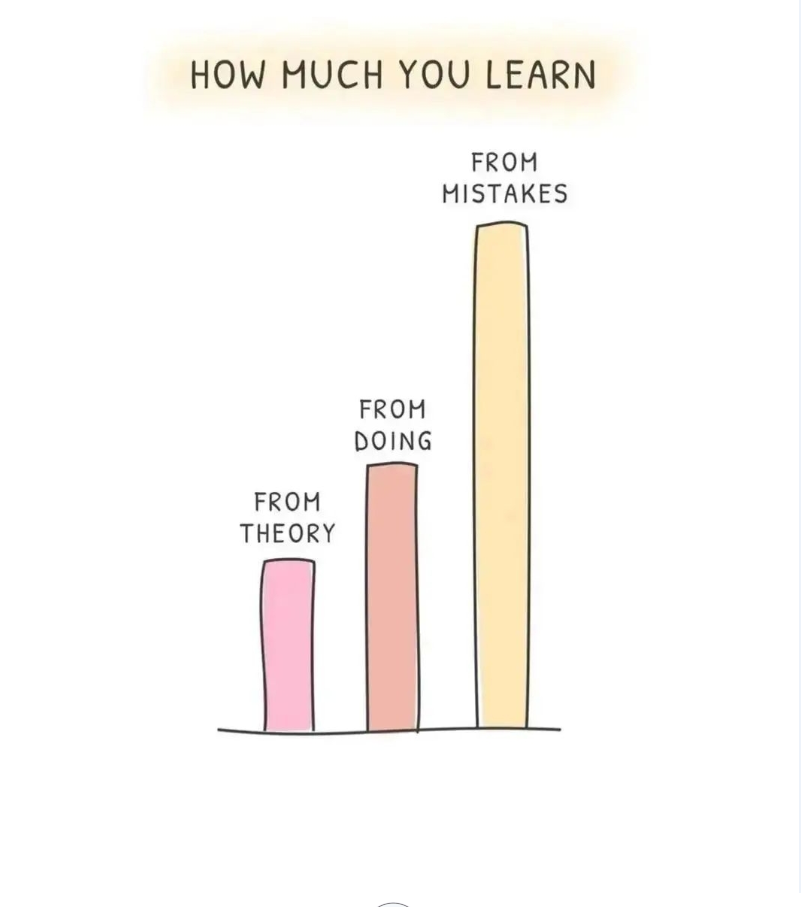 HOW MUCH YOU LEARN
FROM
MISTAKES
FROM
DOING
FROM
THEORY